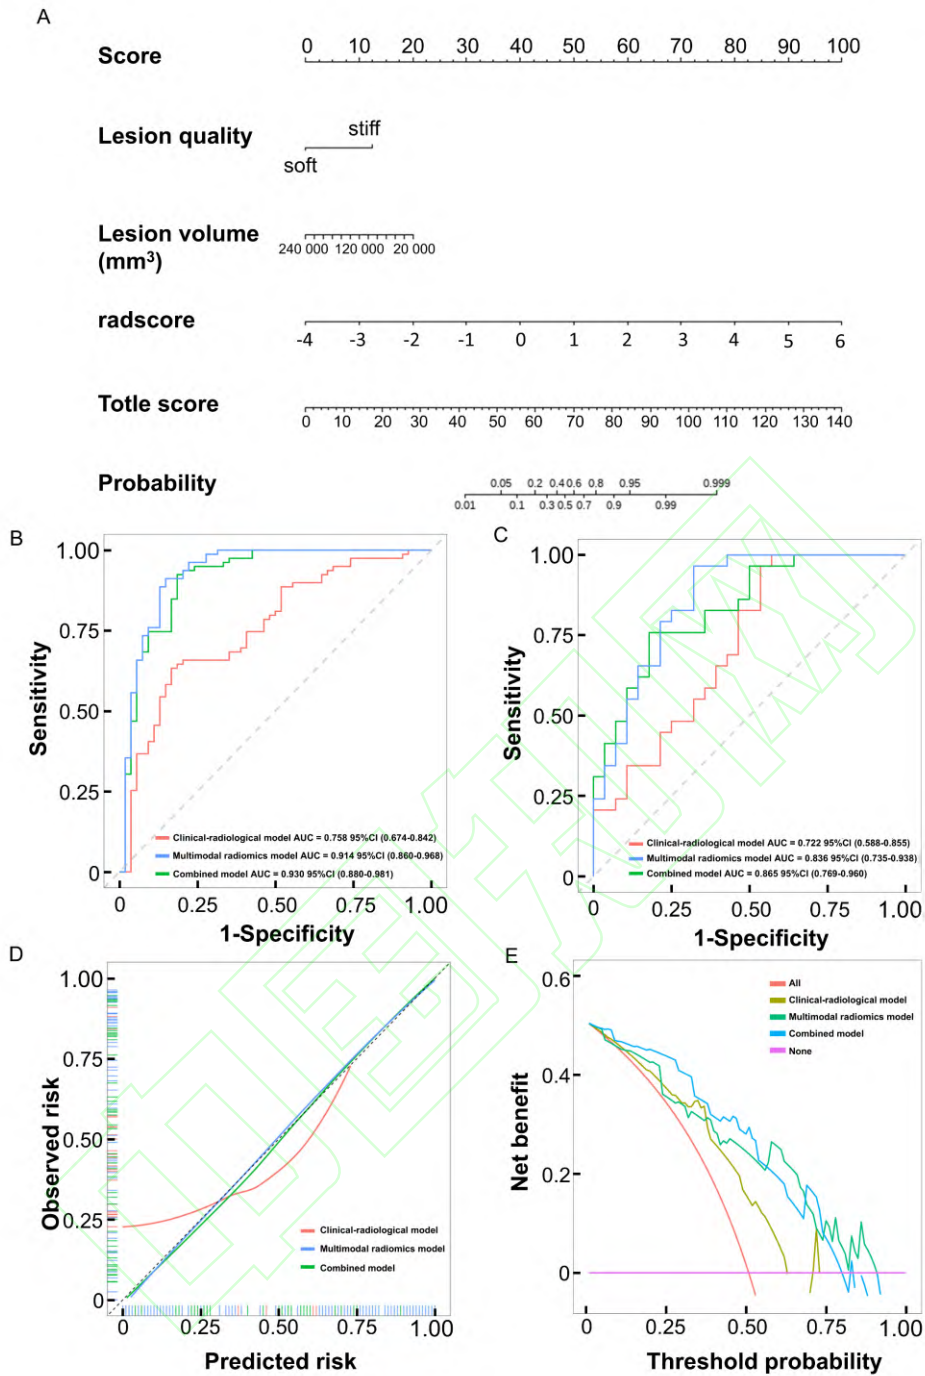 A
Score
0 10 20 30 40 50 60 70 80 90 100
Lesion quality
stiff
soft
Lesion volume
(mm³)
240 000 120 000 20 000
radscore
-4 -3 -2 -1 0 1 2 3 4 5 6
Totle score
0 10 20 30 40 50 60 70 80 90 100 110 120 130 140
Probability
0.05 0.2 0.4 0.6 0.8 0.95 0.999
0.01 0.1 0.3 0.5 0.7 0.9 0.99
B
Sensitivity
1.00
0.75
0.50
0.25
0
Clinical-radiological model AUC = 0.758 95%CI (0.674-0.842)
Multimodal radiomics model AUC = 0.914 95%CI (0.860-0.968)
Combined model AUC = 0.930 95%CI (0.880-0.981)
0 0.25 0.50 0.75 1.00
1-Specificity
C
Sensitivity
1.00
0.75
0.50
0.25
0
Clinical-radiological model AUC = 0.722 95%CI (0.588-0.855)
Multimodal radiomics model AUC = 0.836 95%CI (0.735-0.938)
Combined model AUC = 0.865 95%CI (0.769-0.960)
0 0.25 0.50 0.75 1.00
1-Specificity
D
Observed risk
1.00
0.75
0.50
0.25
0
Clinical-radiological model
Multimodal radiomics model
Combined model
0 0.25 0.50 0.75 1.00
Predicted risk
E
Net benefit
0.6
0.4
0.2
0
All
Clinical-radiological model
Multimodal radiomics model
Combined model
None
0 0.25 0.50 0.75 1.00
Threshold probability